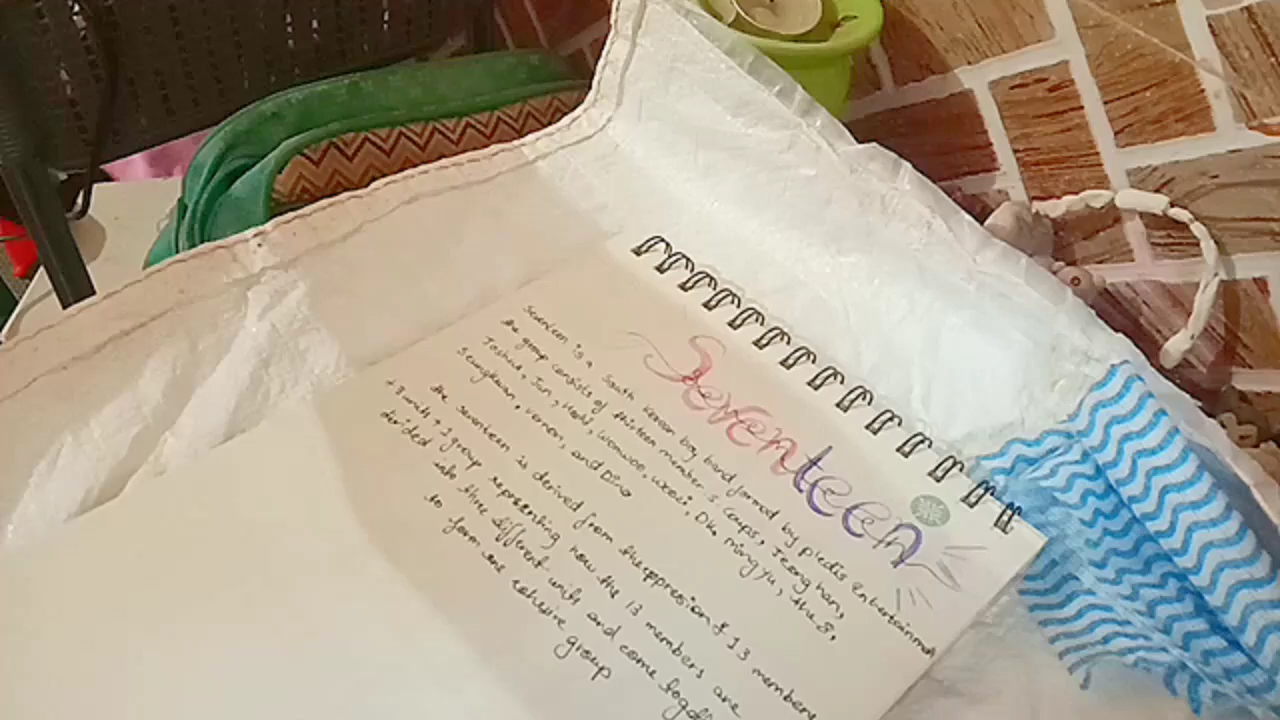 Seventeen
Seventeen is a South Korean boy band formed by pledis Entertainment
the group consists of thirteen members S. Coups, Jeonghan,
Joshua, Jun, Hoshi, Wonwoo, Woozi, DK, Mingyu, the 8,
Seungkwan, Vernon, and Dino
the seventeen is derived from the expression of 13 members
+ 3 units + 1 group representing how the 13 members are
divided into three different units and come
to form one cohesive group